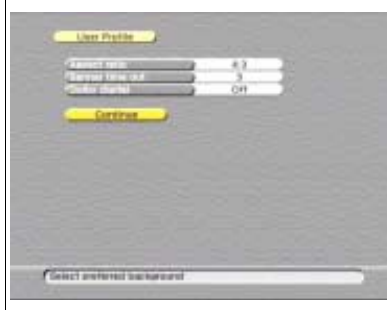 User Profile
Aspect ratio 4:3
Banner time out 3
Dolby digital Off
Continue
Select preferred background